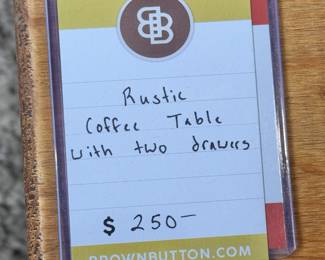 Rustic
Coffee Table
with two drawers
$ 250-
BROWNBUTTON.COM